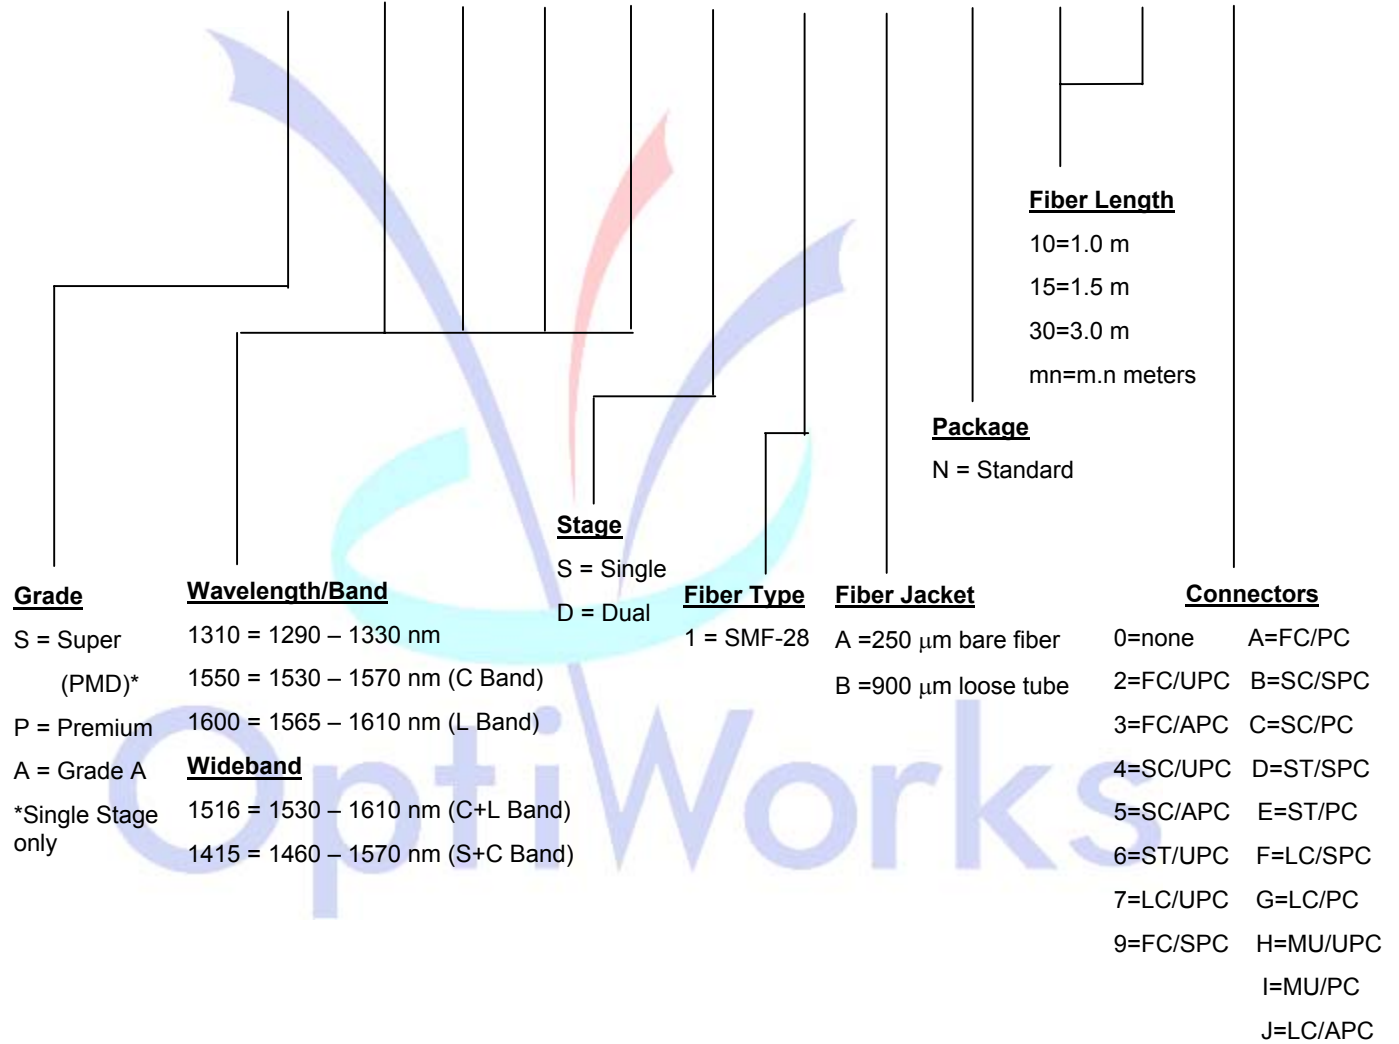 Fiber Length
10=1.0 m
15=1.5 m
30=3.0 m
mn=m.n meters
Package
N = Standard
Stage
S = Single
D = Dual
Grade
S = Super
(PMD)*
P = Premium
A = Grade A
*Single Stage
only
Wavelength/Band
1310 = 1290 – 1330 nm
1550 = 1530 – 1570 nm (C Band)
1600 = 1565 – 1610 nm (L Band)
Wideband
1516 = 1530 – 1610 nm (C+L Band)
1415 = 1460 – 1570 nm (S+C Band)
Fiber Type
1 = SMF-28
Fiber Jacket
A =250 μm bare fiber
B =900 μm loose tube
Connectors
0=none A=FC/PC
2=FC/UPC B=SC/SPC
3=FC/APC C=SC/PC
4=SC/UPC D=ST/SPC
5=SC/APC E=ST/PC
6=ST/UPC F=LC/SPC
7=LC/UPC G=LC/PC
9=FC/SPC H=MU/UPC
I=MU/PC
J=LC/APC
OptiWorks